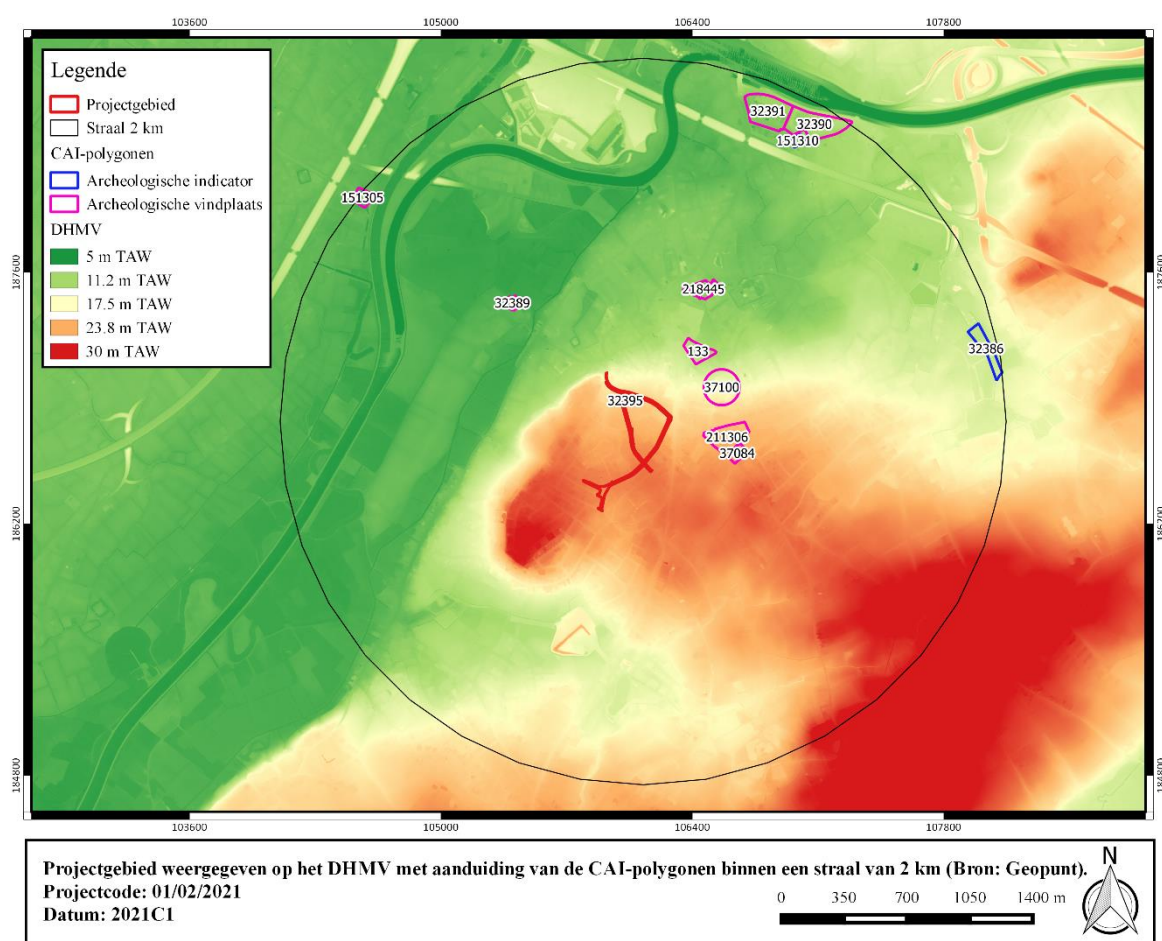 103600 105000 106400 107800
Legende
Projectgebied
Straal 2 km
CAI-polygonen
Archeologische indicator
Archeologische vindplaats
DHMV
5 m TAW
11.2 m TAW
17.5 m TAW
23.8 m TAW
30 m TAW
32391
32390
151310
151305
187600 187600
218445
32389
133
32386
37100
32395
211306
37084
186200 186200
184800 184800
103600 105000 106400 107800
Projectgebied weergegeven op het DHMV met aanduiding van de CAI-polygonen binnen een straal van 2 km (Bron: Geopunt).
Projectcode: 01/02/2021
Datum: 2021C1
0 350 700 1050 1400 m
N